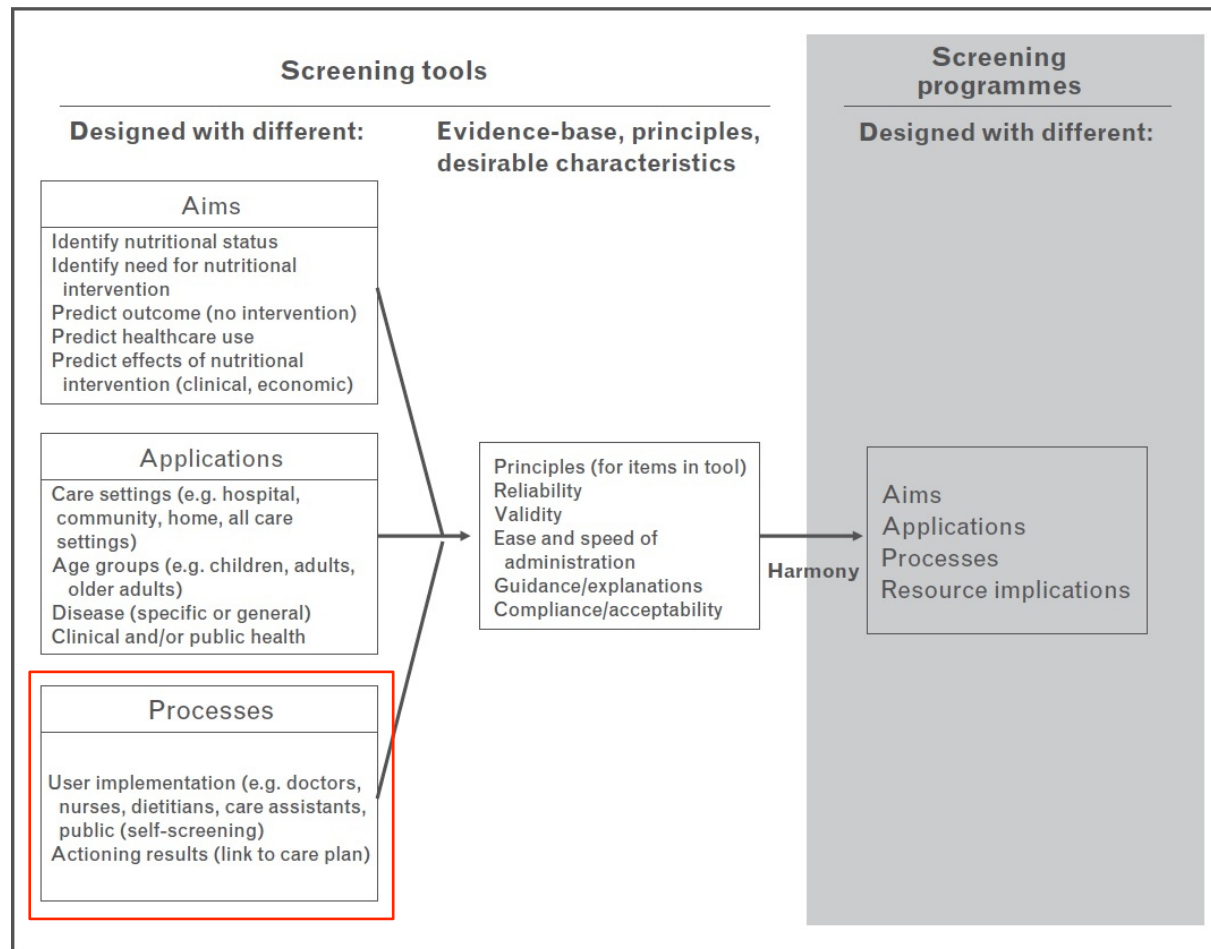 Screening tools
Designed with different:
Evidence-base, principles,
desirable characteristics
Aims
Identify nutritional status
Identify need for nutritional
intervention
Predict outcome (no intervention)
Predict healthcare use
Predict effects of nutritional
intervention (clinical, economic)
Applications
Care settings (e.g. hospital,
community, home, all care
settings)
Age groups (e.g. children, adults,
older adults)
Disease (specific or general)
Clinical and/or public health
Processes
User implementation (e.g. doctors,
nurses, dietitians, care assistants,
public (self-screening)
Actioning results (link to care plan)
Principles (for items in tool)
Reliability
Validity
Ease and speed of
administration
Guidance/explanations
Compliance/acceptability
Harmony
Screening
programmes
Designed with different:
Aims
Applications
Processes
Resource implications